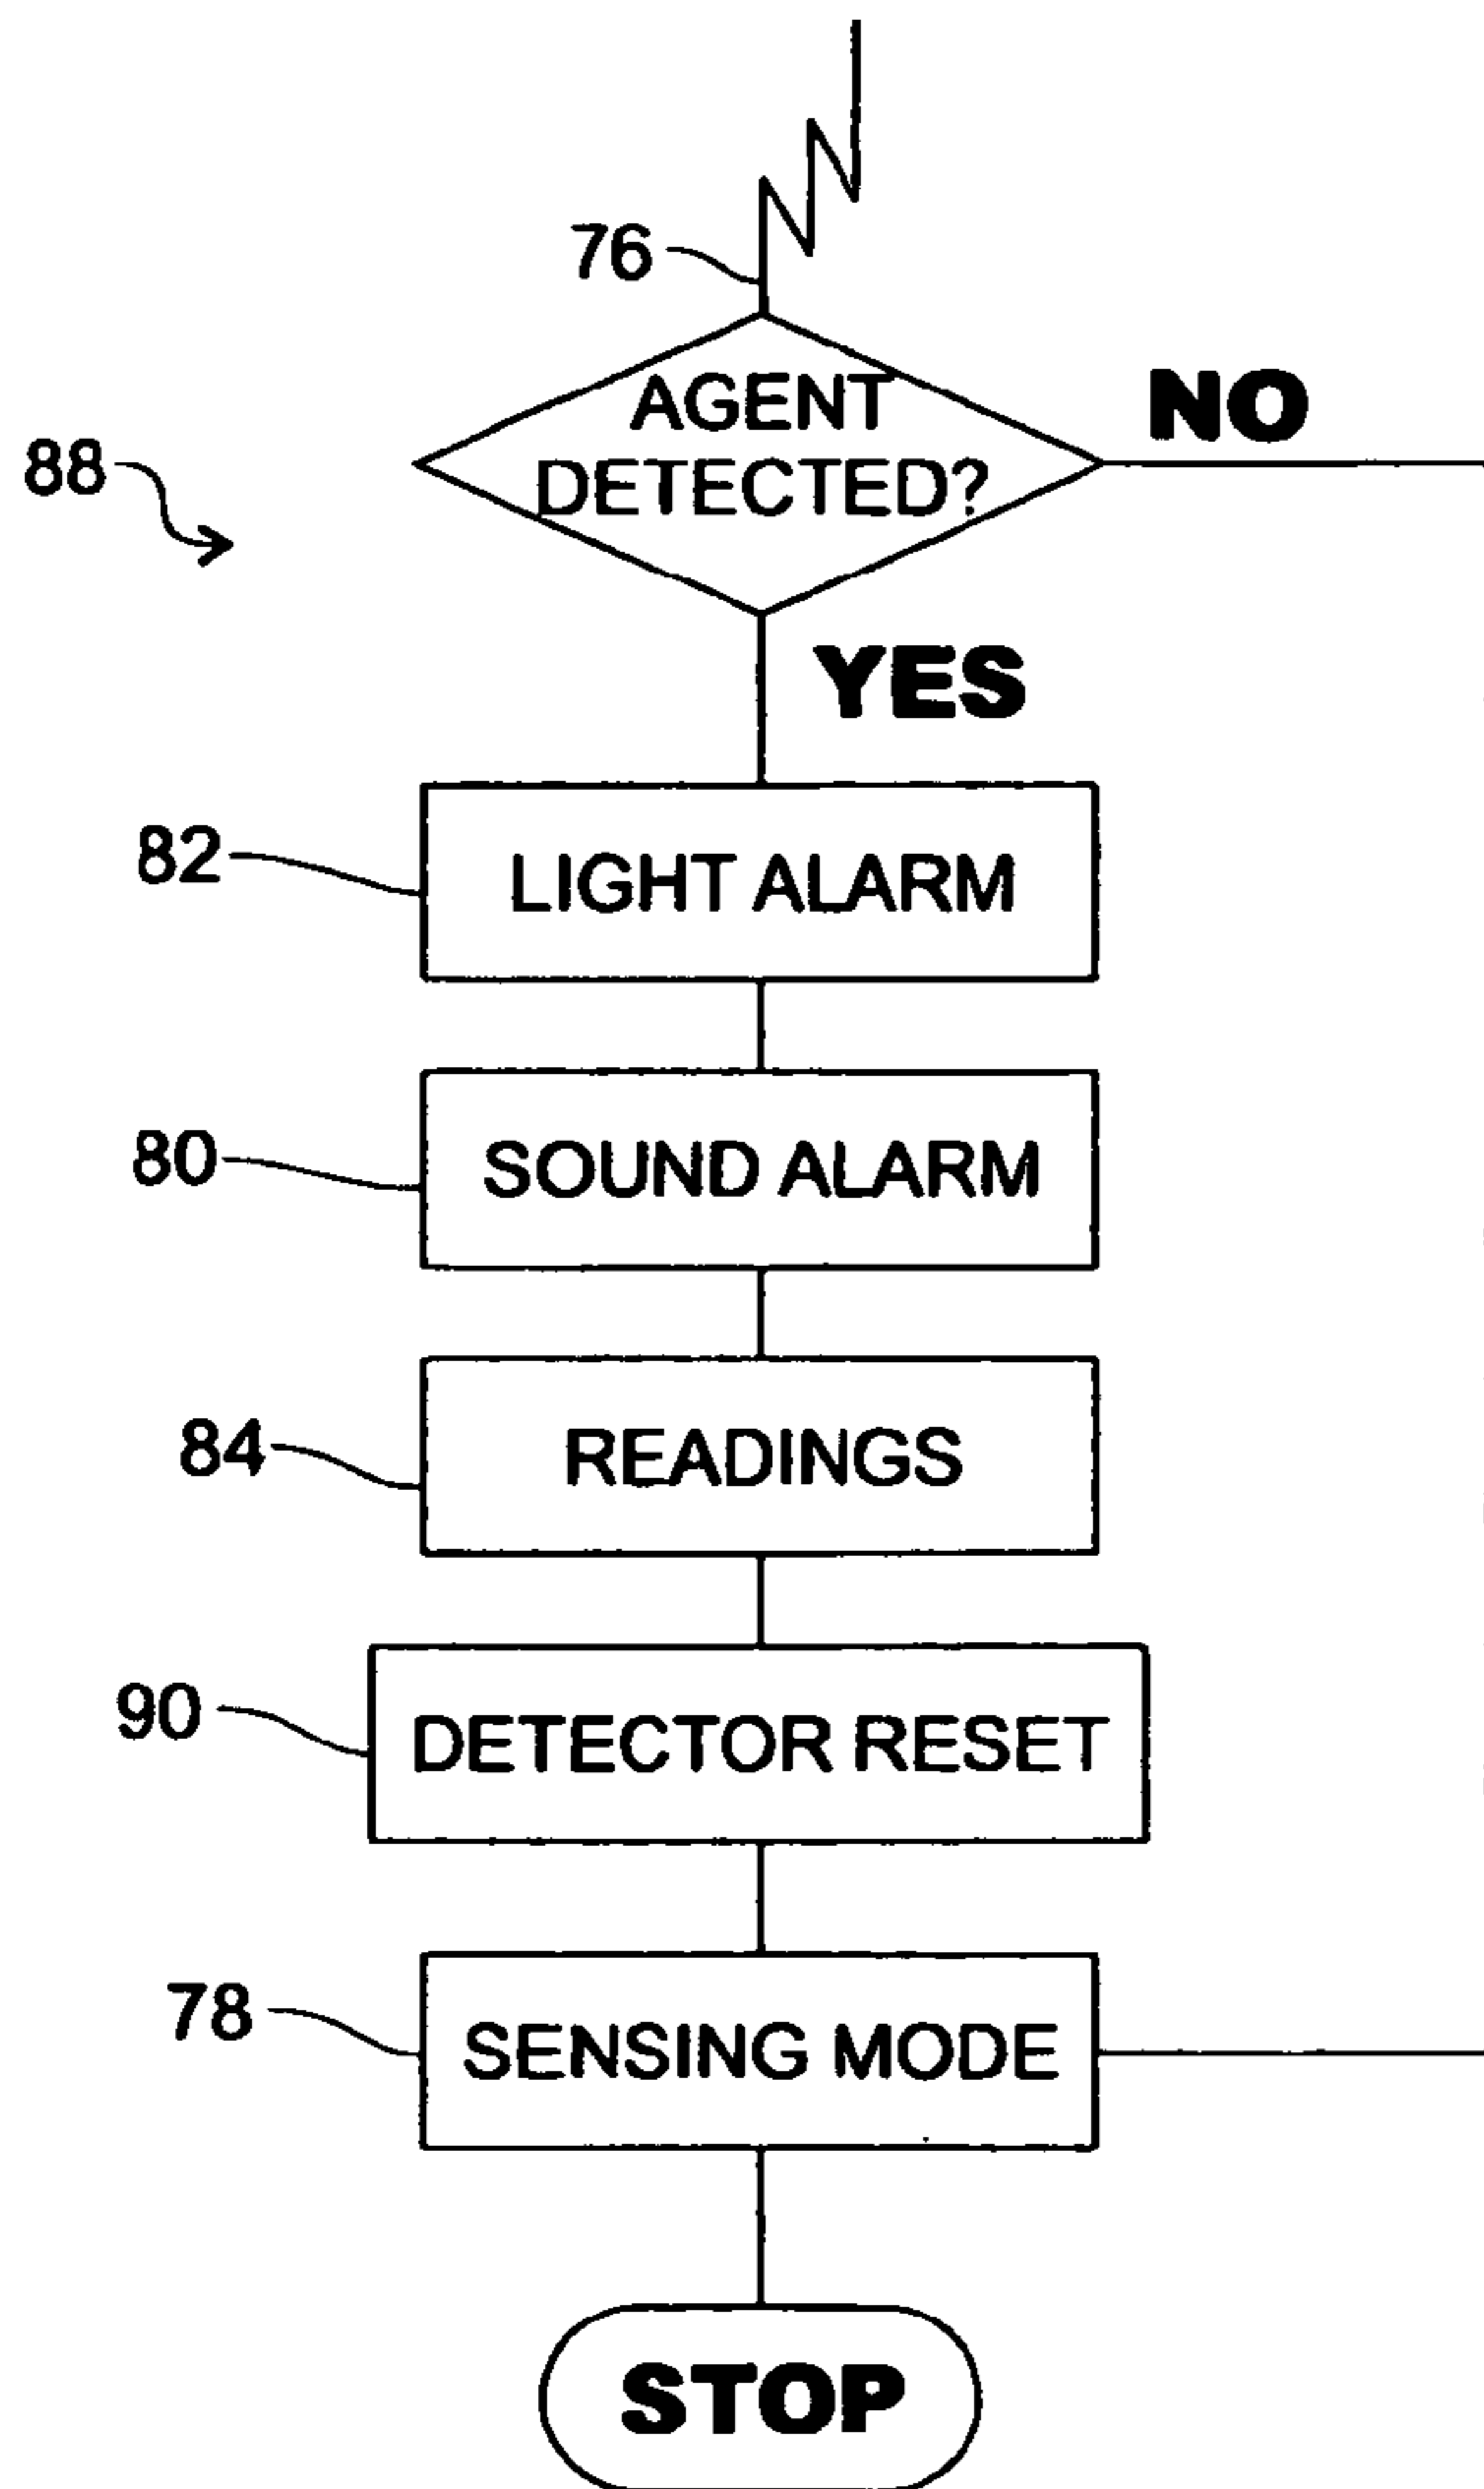 76
AGENT
DETECTED?
NO
88
YES
82
LIGHT ALARM
80
SOUND ALARM
84
READINGS
90
DETECTOR RESET
78
SENSING MODE
STOP